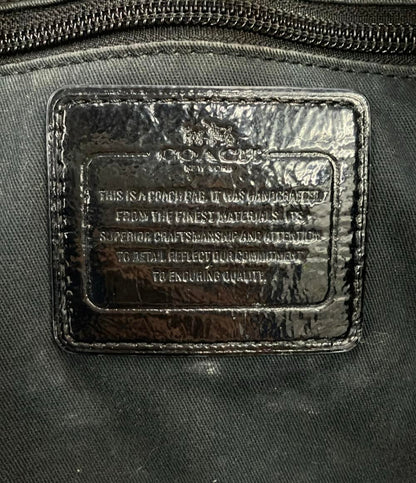 COACH
NEW YORK
THIS IS A COACH BAG. IT WAS HANDCRAFTED
FROM THE FINEST MATERIALS. ITS
SUPERIOR CRAFTSMANSHIP AND ATTENTION
TO DETAIL REFLECT OUR COMMITMENT
TO ENDURING QUALITY.